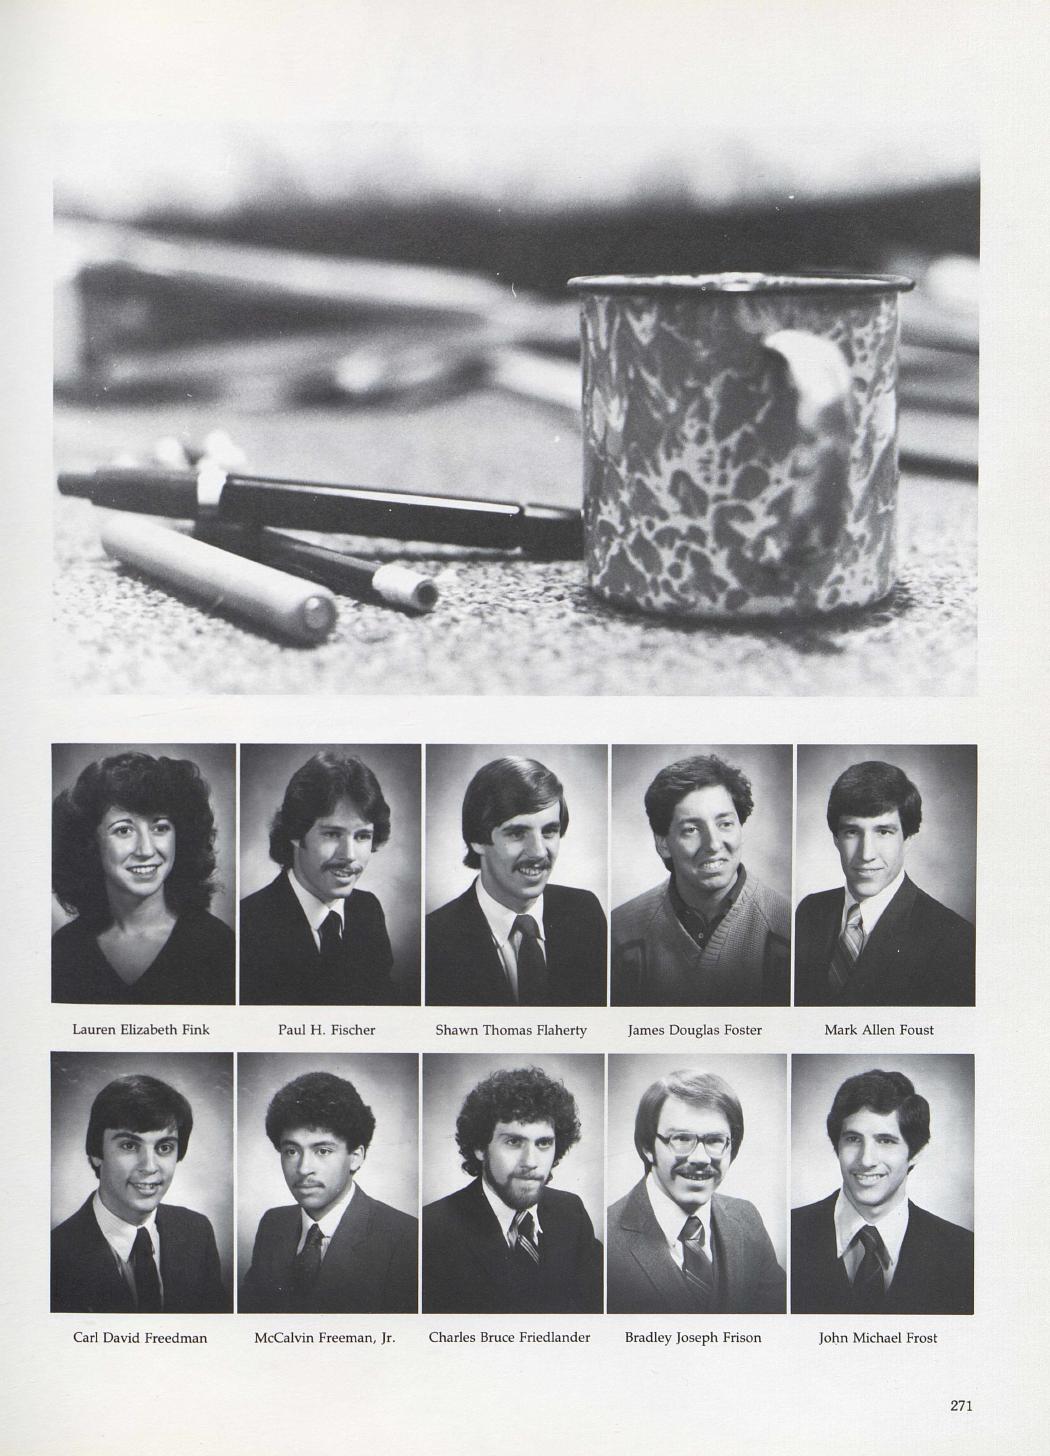 Lauren Elizabeth Fink Paul H. Fischer Shawn Thomas Flaherty James Douglas Foster Mark Allen Foust
Carl David Freedman McCalvin Freeman, Jr. Charles Bruce Friedlander Bradley Joseph Frison John Michael Frost
271